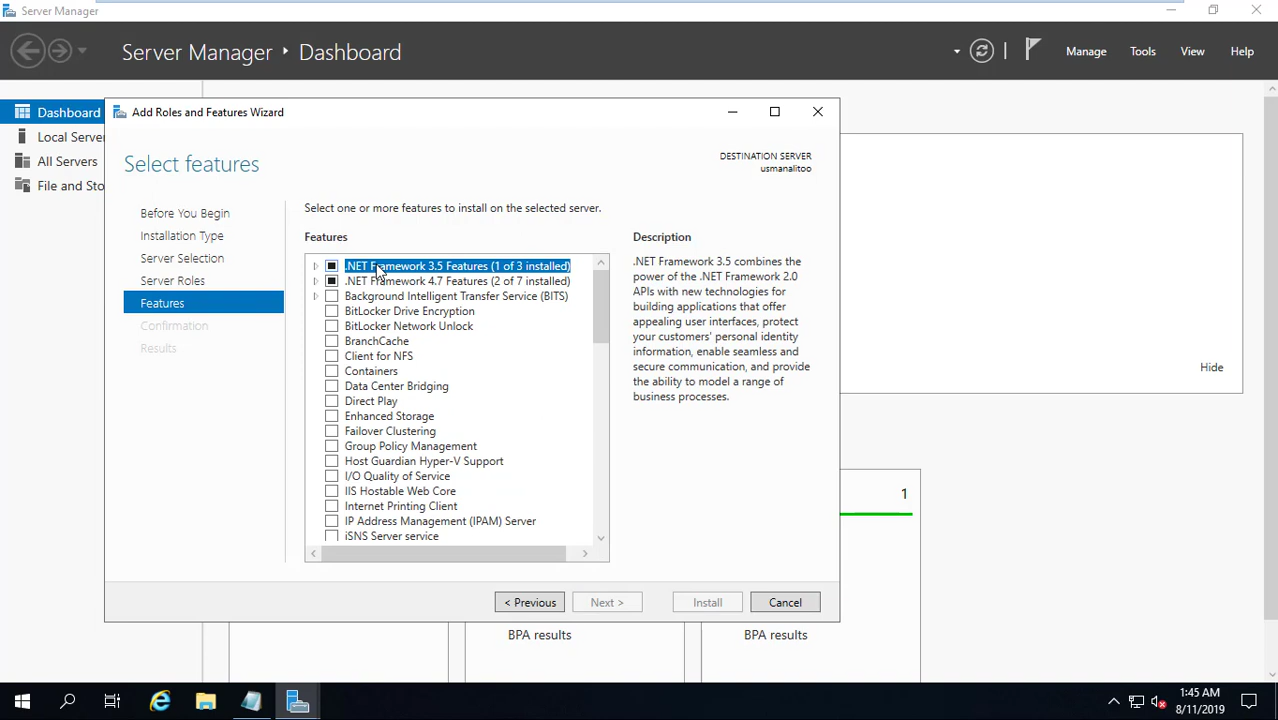 Server Manager
Server Manager ‣ Dashboard
Manage
Tools
View
Help
Dashboard
Local Server
All Servers
File and Sto
Add Roles and Features Wizard
Select features
DESTINATION SERVER
usmanalitoo
Before You Begin
Installation Type
Server Selection
Server Roles
Features
Confirmation
Results
Select one or more features to install on the selected server.
Features
.NET Framework 3.5 Features (1 of 3 installed)
.NET Framework 4.7 Features (2 of 7 installed)
Background Intelligent Transfer Service (BITS)
BitLocker Drive Encryption
BitLocker Network Unlock
BranchCache
Client for NFS
Containers
Data Center Bridging
Direct Play
Enhanced Storage
Failover Clustering
Group Policy Management
Host Guardian Hyper-V Support
I/O Quality of Service
IIS Hostable Web Core
Internet Printing Client
IP Address Management (IPAM) Server
iSNS Server service
Description
.NET Framework 3.5 combines the
power of the .NET Framework 2.0
APIs with new technologies for
building applications that offer
appealing user interfaces, protect
your customers' personal identity
information, enable seamless and
secure communication, and provide
the ability to model a range of
business processes.
Hide
1
< Previous
Next >
Install
Cancel
BPA results
BPA results
1:45 AM
8/11/2019